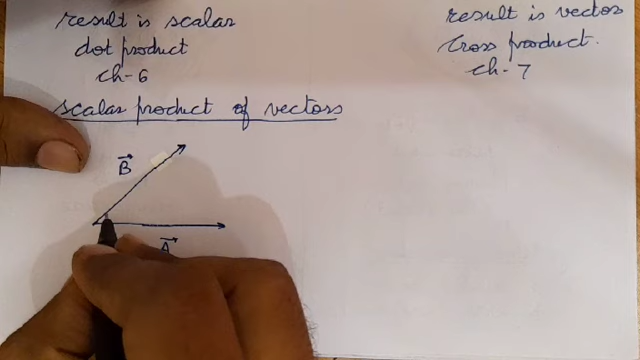 result is scalar
dot product
ch-6
result is vector
Cross product.
ch-7
scalar product of vectors
B
A